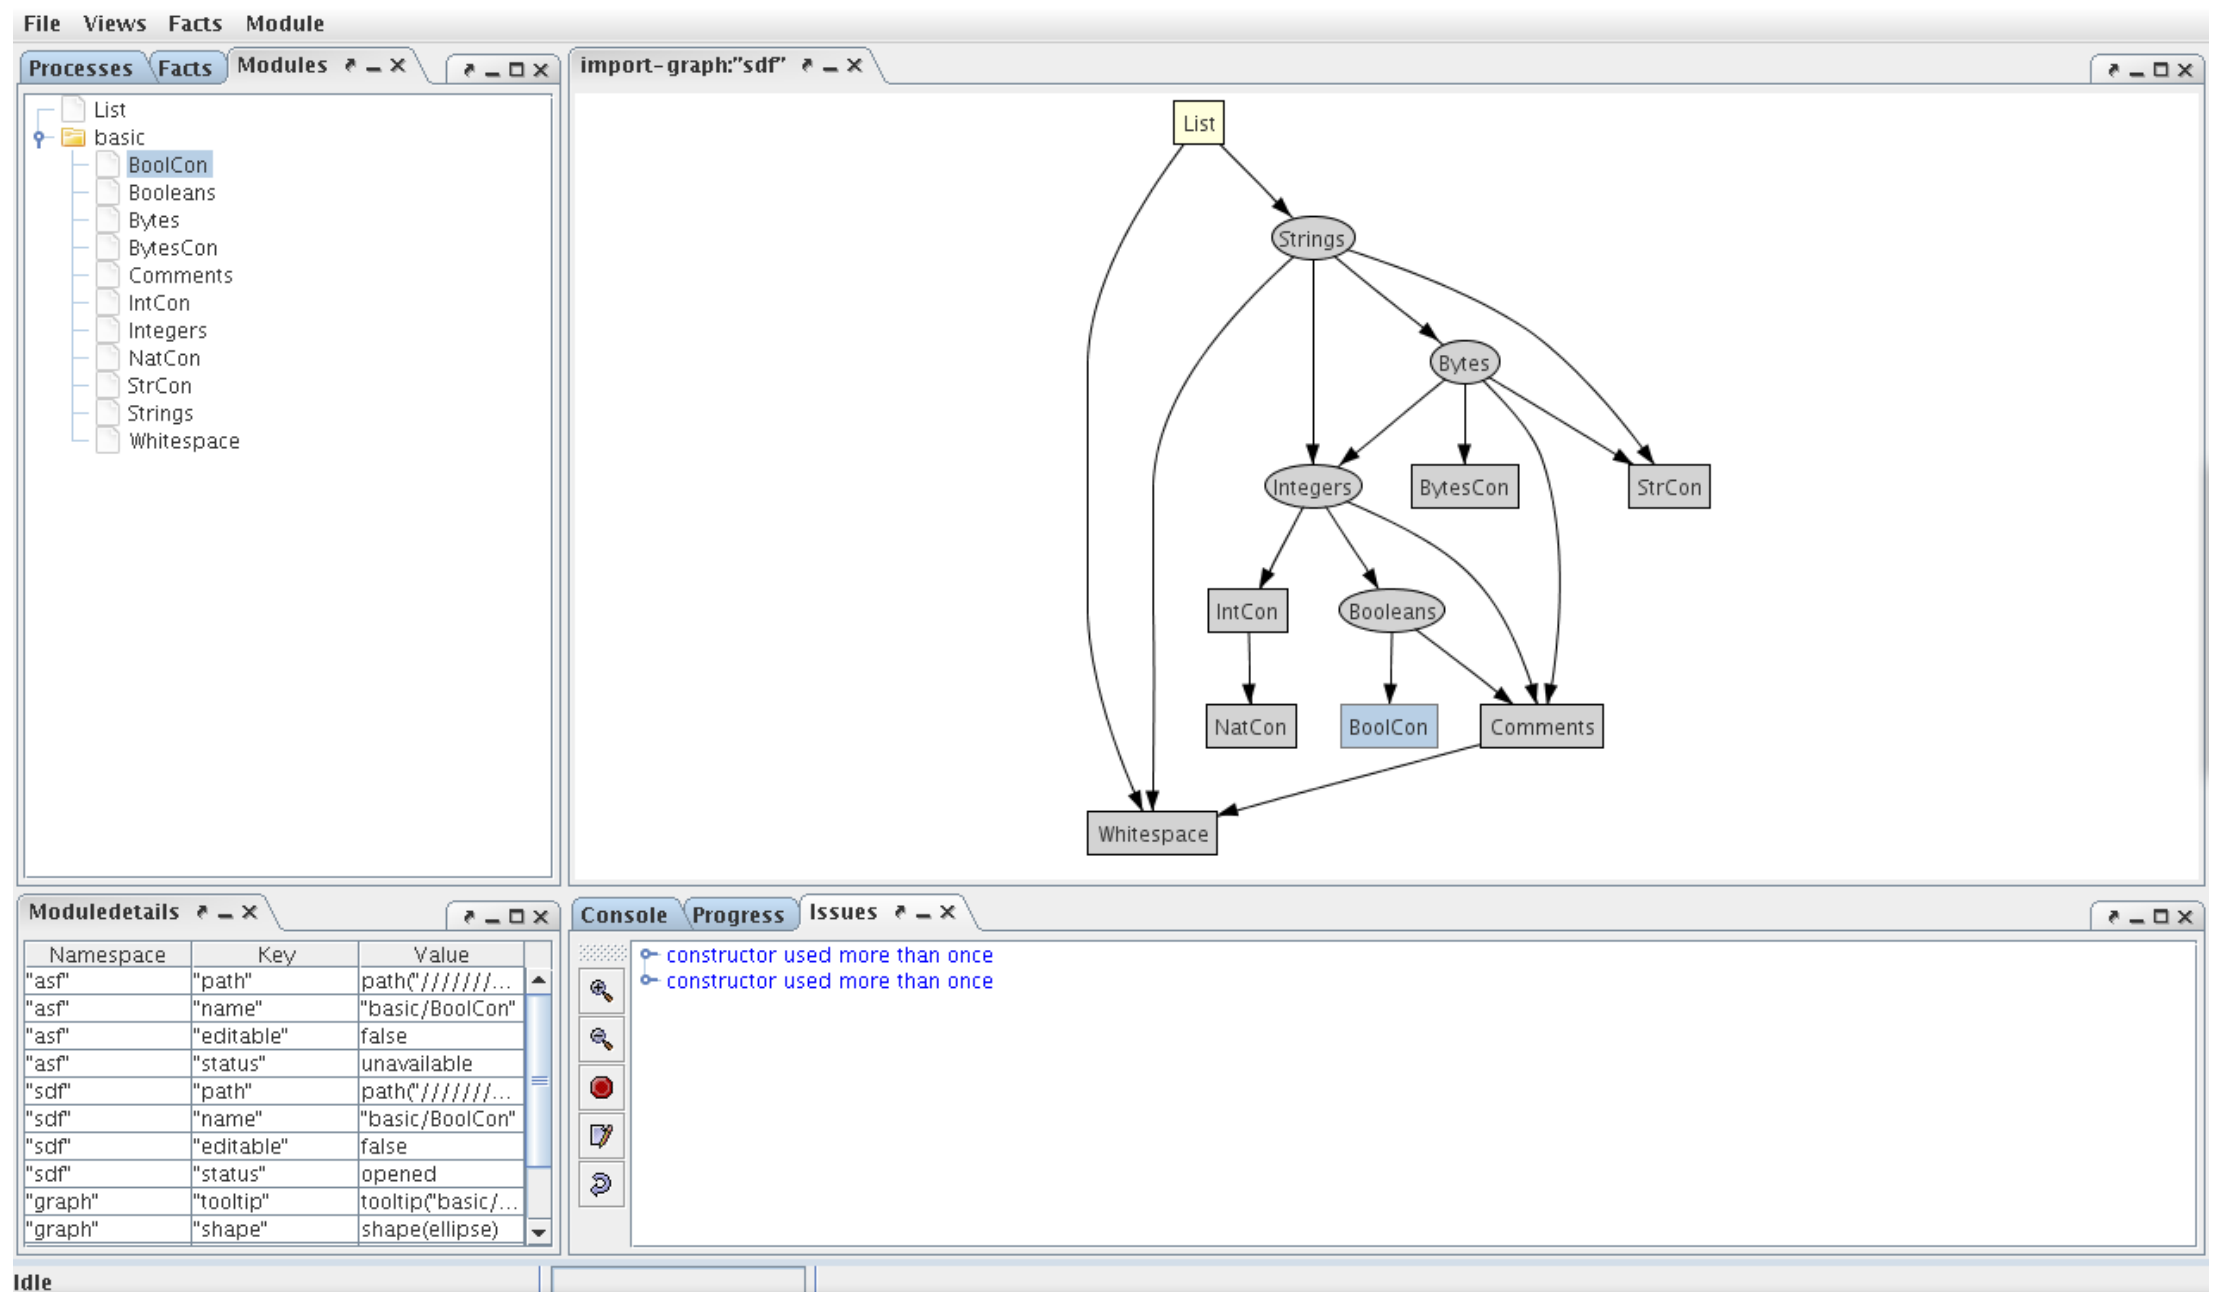 File Views Facts Module
Processes Facts Modules
import-graph:"sdf"
List
basic
BoolCon
Booleans
Bytes
BytesCon
Comments
IntCon
Integers
NatCon
StrCon
Strings
Whitespace
List
Strings
Bytes
Integers BytesCon StrCon
IntCon Booleans
NatCon BoolCon Comments
Whitespace
Moduledetails
Namespace Key Value
"asf" "path" path("///////...
"asf" "name" "basic/BoolCon"
"asf" "editable" false
"asf" "status" unavailable
"sdf" "path" path("///////...
"sdf" "name" "basic/BoolCon"
"sdf" "editable" false
"sdf" "status" opened
"graph" "tooltip" tooltip("basic/...
"graph" "shape" shape(ellipse)
Console Progress Issues
constructor used more than once
constructor used more than once
Idle